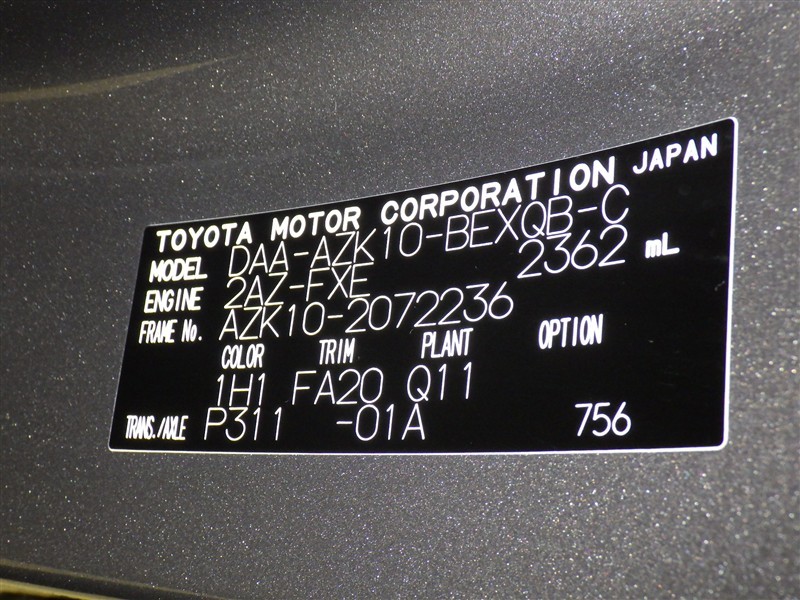 TOYOTA MOTOR CORPORATION JAPAN
MODEL DAA-AZK10-BEXQB-C
ENGINE 2AZ-FXE 2362 mL
FRAME No. AZK10-2072236
COLOR TRIM PLANT OPTION
1H1 FA20 Q11
TRANS./AXLE P311 -01A 756